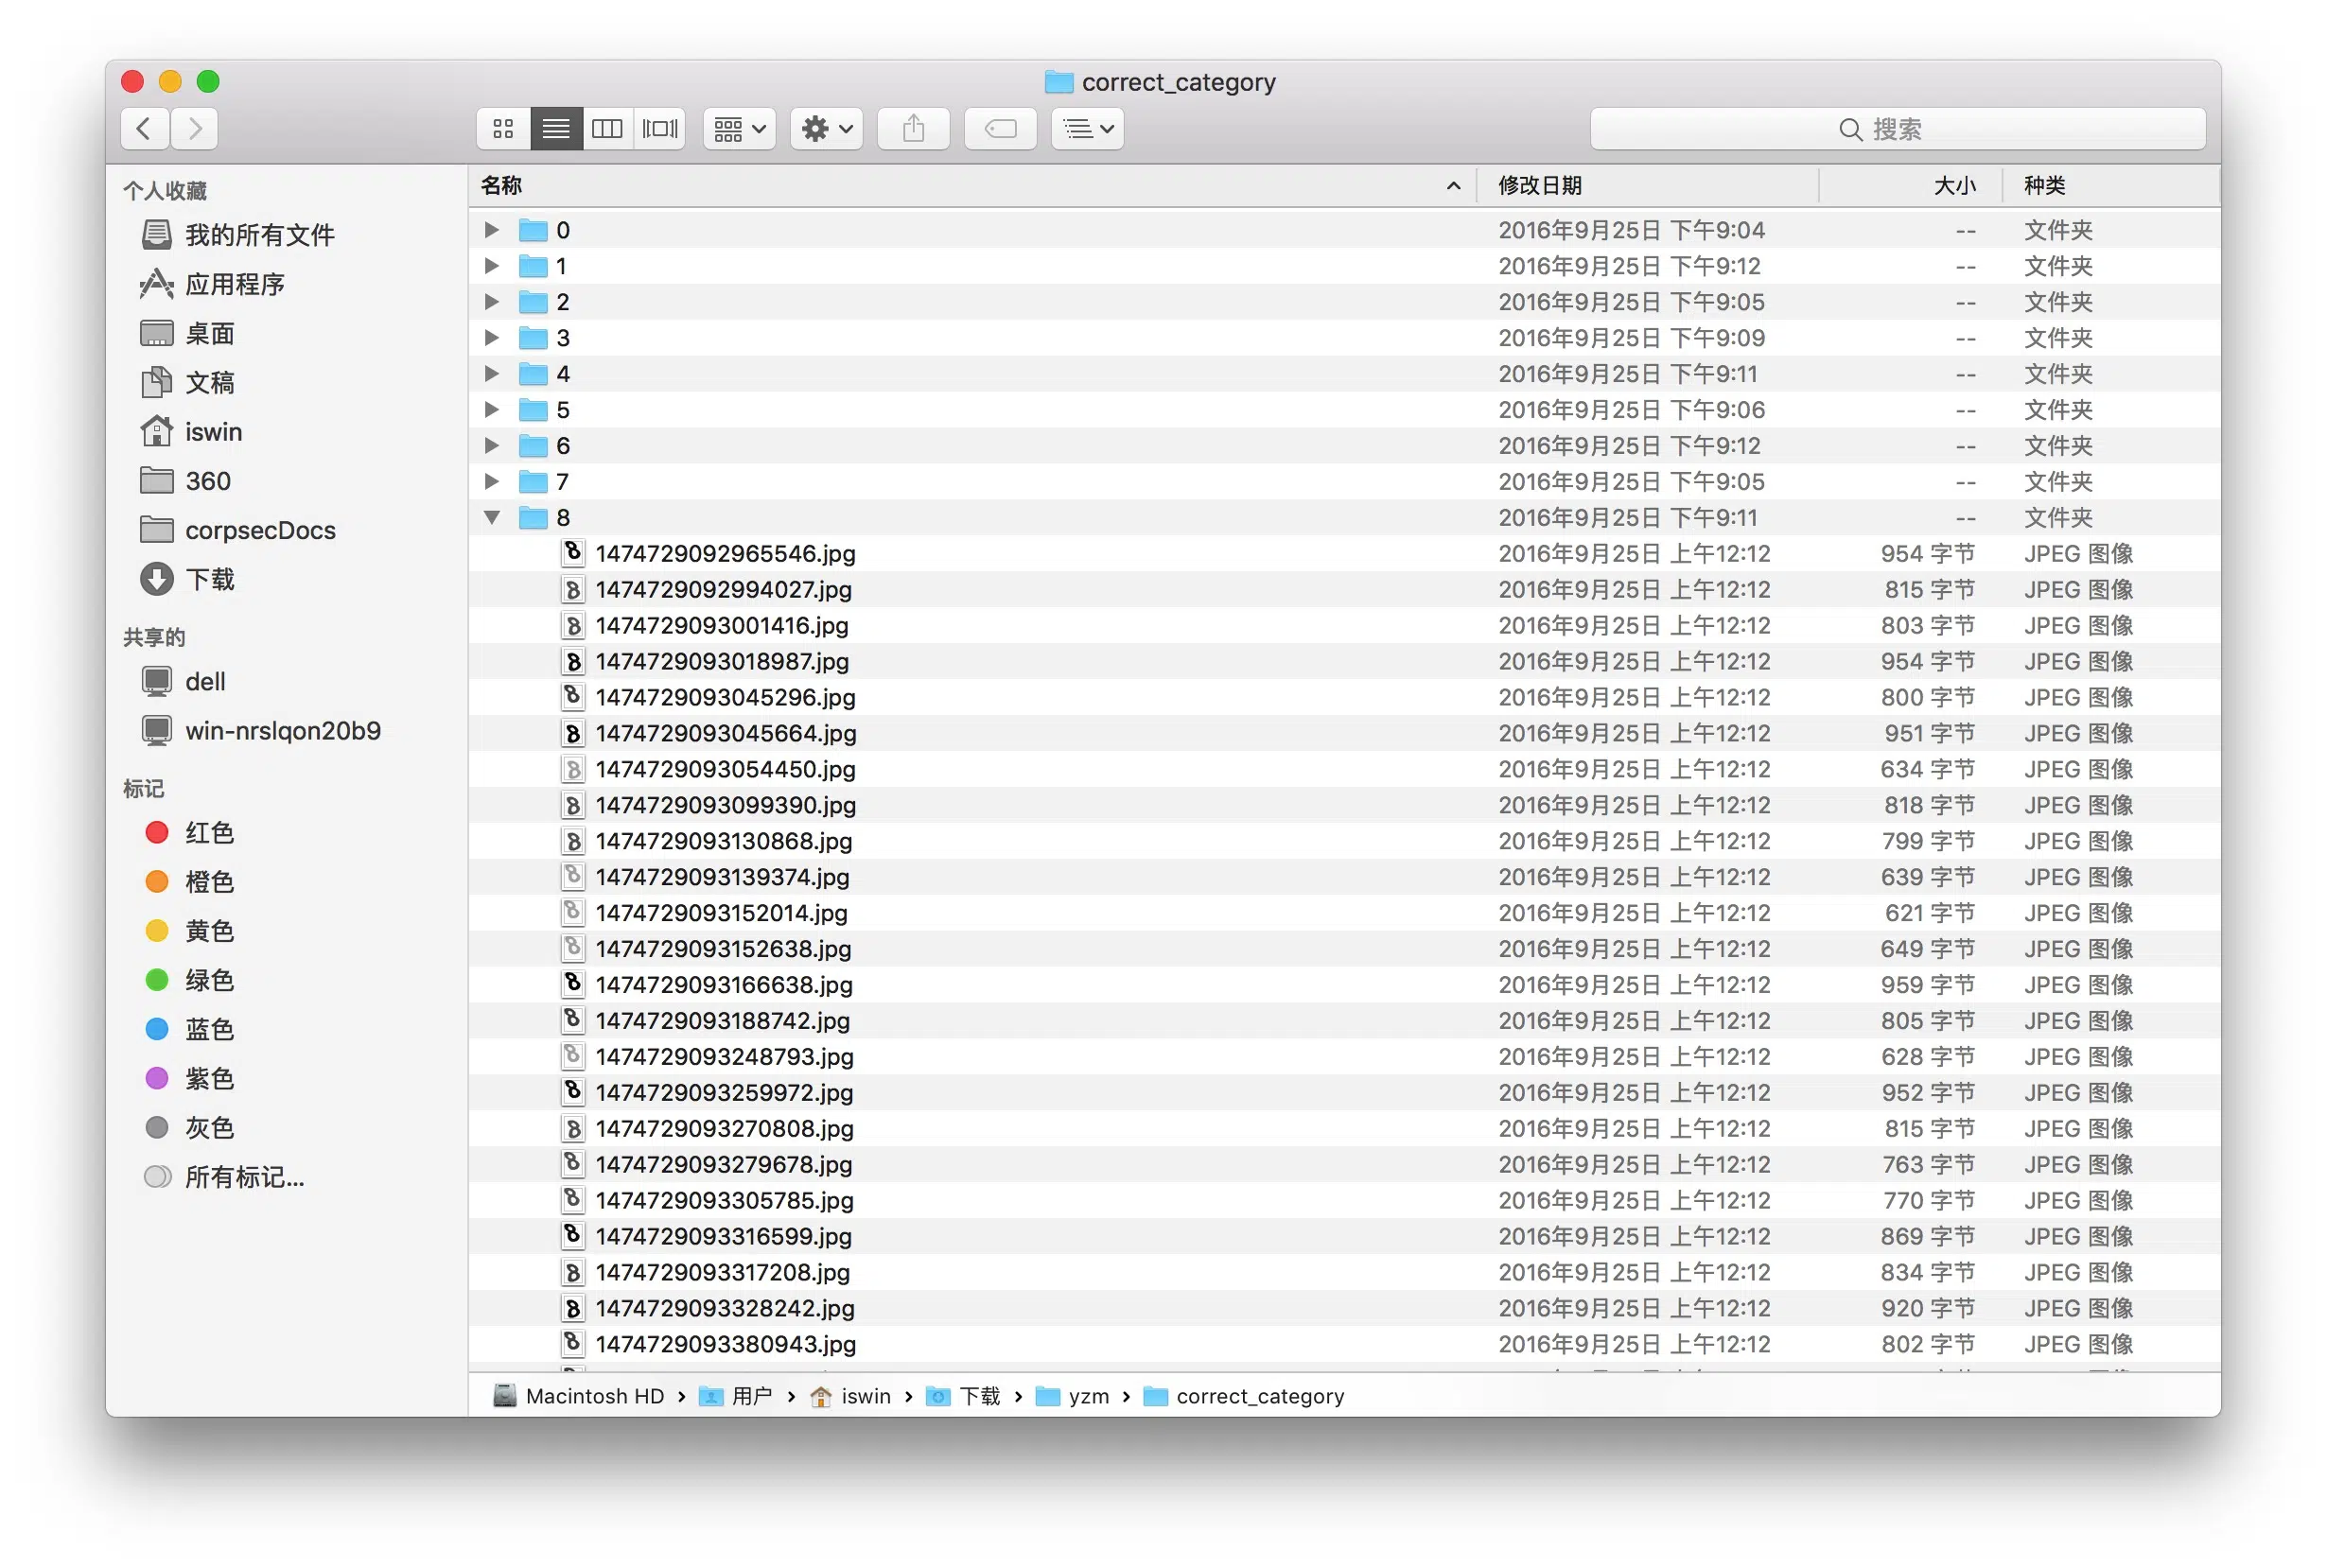 correct_category
搜索
个人收藏
我的所有文件
应用程序
桌面
文稿
iswin
360
corpsecDocs
下载
共享的
dell
win-nrslqon20b9
标记
红色
橙色
黄色
绿色
蓝色
紫色
灰色
所有标记...
名称 修改日期 大小 种类
0 2016年9月25日 下午9:04 -- 文件夹
1 2016年9月25日 下午9:12 -- 文件夹
2 2016年9月25日 下午9:05 -- 文件夹
3 2016年9月25日 下午9:09 -- 文件夹
4 2016年9月25日 下午9:11 -- 文件夹
5 2016年9月25日 下午9:06 -- 文件夹
6 2016年9月25日 下午9:12 -- 文件夹
7 2016年9月25日 下午9:05 -- 文件夹
8 2016年9月25日 下午9:11 -- 文件夹
1474729092965546.jpg 2016年9月25日 上午12:12 954 字节 JPEG 图像
1474729092994027.jpg 2016年9月25日 上午12:12 815 字节 JPEG 图像
1474729093001416.jpg 2016年9月25日 上午12:12 803 字节 JPEG 图像
1474729093018987.jpg 2016年9月25日 上午12:12 954 字节 JPEG 图像
1474729093045296.jpg 2016年9月25日 上午12:12 800 字节 JPEG 图像
1474729093045664.jpg 2016年9月25日 上午12:12 951 字节 JPEG 图像
1474729093054450.jpg 2016年9月25日 上午12:12 634 字节 JPEG 图像
1474729093099390.jpg 2016年9月25日 上午12:12 818 字节 JPEG 图像
1474729093130868.jpg 2016年9月25日 上午12:12 799 字节 JPEG 图像
1474729093139374.jpg 2016年9月25日 上午12:12 639 字节 JPEG 图像
1474729093152014.jpg 2016年9月25日 上午12:12 621 字节 JPEG 图像
1474729093152638.jpg 2016年9月25日 上午12:12 649 字节 JPEG 图像
1474729093166638.jpg 2016年9月25日 上午12:12 959 字节 JPEG 图像
1474729093188742.jpg 2016年9月25日 上午12:12 805 字节 JPEG 图像
1474729093248793.jpg 2016年9月25日 上午12:12 628 字节 JPEG 图像
1474729093259972.jpg 2016年9月25日 上午12:12 952 字节 JPEG 图像
1474729093270808.jpg 2016年9月25日 上午12:12 815 字节 JPEG 图像
1474729093279678.jpg 2016年9月25日 上午12:12 763 字节 JPEG 图像
1474729093305785.jpg 2016年9月25日 上午12:12 770 字节 JPEG 图像
1474729093316599.jpg 2016年9月25日 上午12:12 869 字节 JPEG 图像
1474729093317208.jpg 2016年9月25日 上午12:12 834 字节 JPEG 图像
1474729093328242.jpg 2016年9月25日 上午12:12 920 字节 JPEG 图像
1474729093380943.jpg 2016年9月25日 上午12:12 802 字节 JPEG 图像
Macintosh HD › 用户 › iswin › 下载 › yzm › correct_category